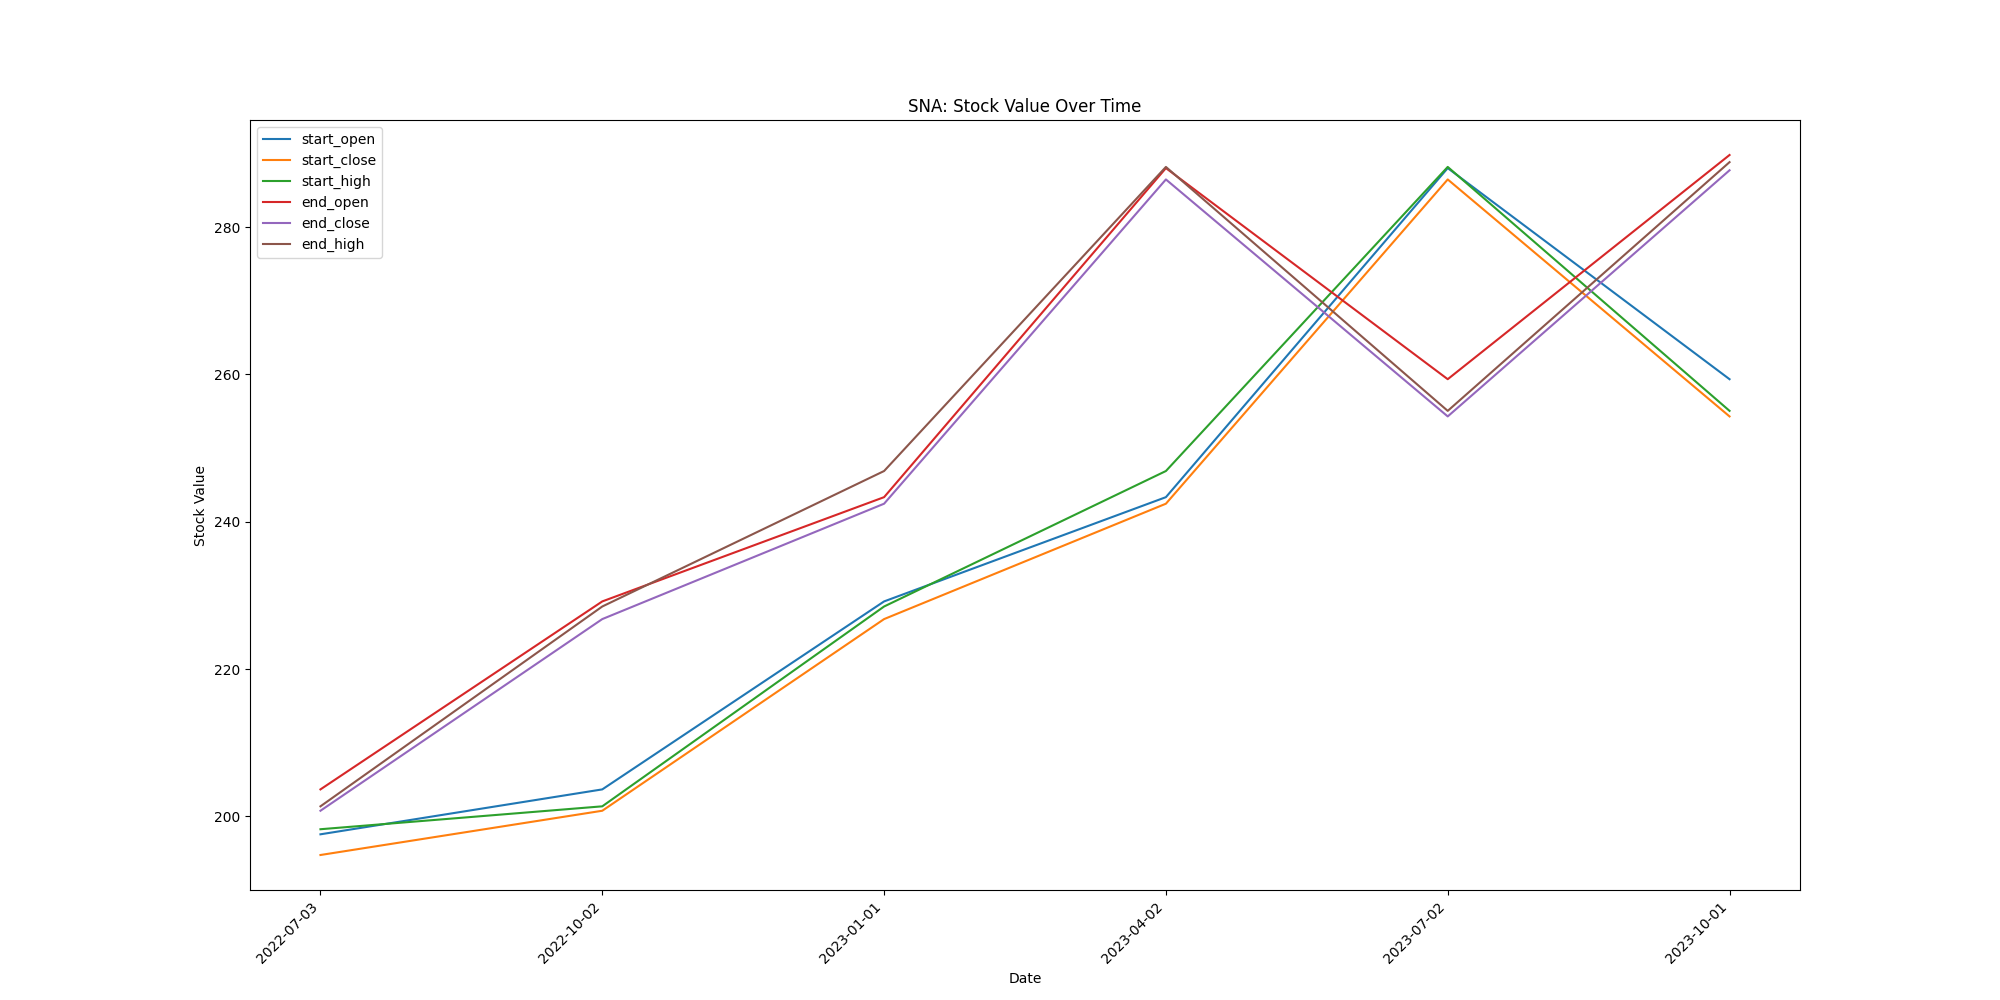 SNA: Stock Value Over Time
start_open
start_close
start_high
end_open
end_close
end_high
Stock Value
280
260
240
220
200
2022-07-03
2022-10-02
2023-01-01
2023-04-02
2023-07-02
2023-10-01
Date